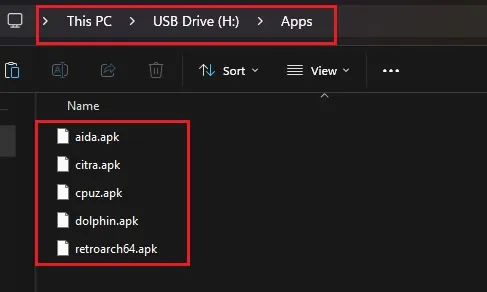 This PC > USB Drive (H:) > Apps
Sort View
Name
aida.apk
citra.apk
cpuz.apk
dolphin.apk
retroarch64.apk